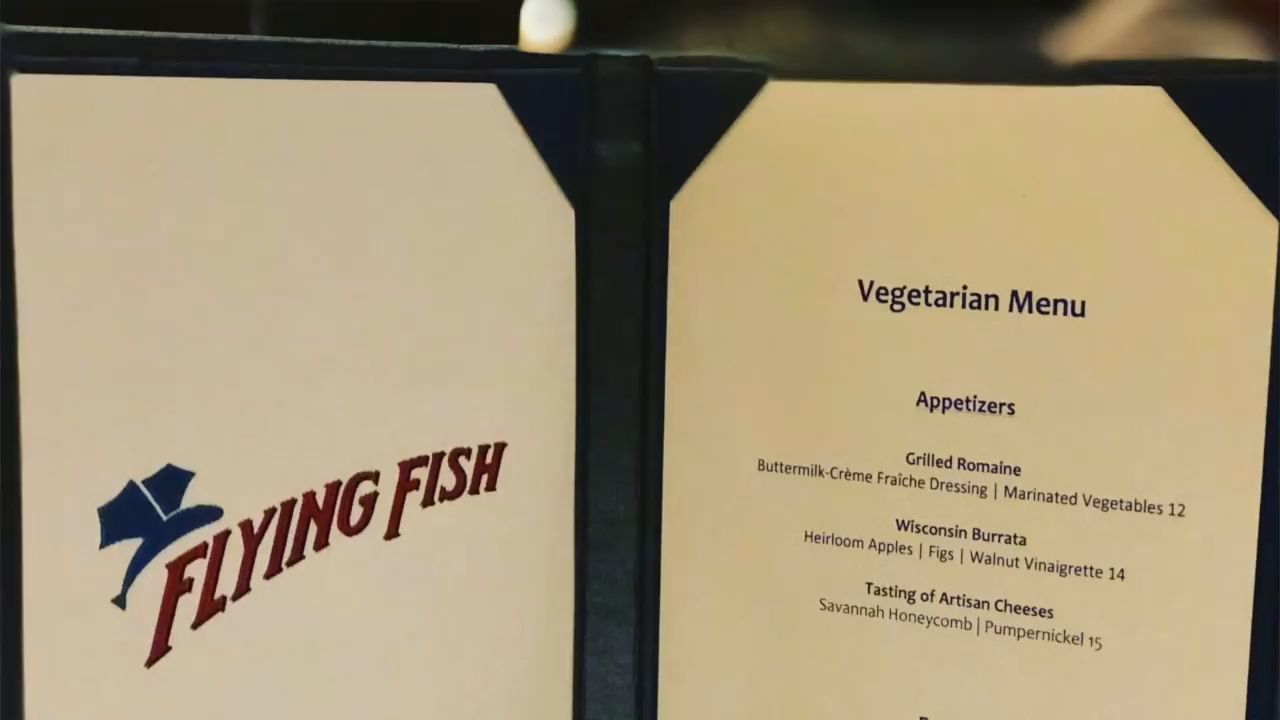 FLYING FISH
Vegetarian Menu
Appetizers
Grilled Romaine
Buttermilk-Crème Fraîche Dressing | Marinated Vegetables 12
Wisconsin Burrata
Heirloom Apples | Figs | Walnut Vinaigrette 14
Tasting of Artisan Cheeses
Savannah Honeycomb | Pumpernickel 15